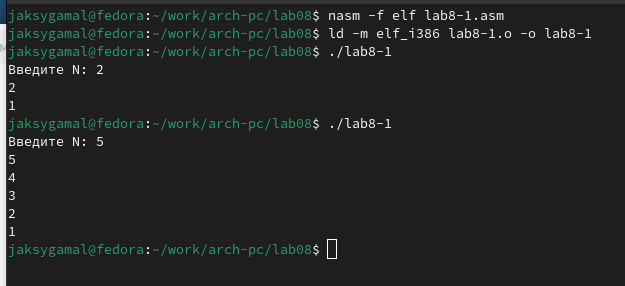 jaksygamal@fedora:~/work/arch-pc/lab08$ nasm -f elf lab8-1.asm
jaksygamal@fedora:~/work/arch-pc/lab08$ ld -m elf_i386 lab8-1.o -o lab8-1
jaksygamal@fedora:~/work/arch-pc/lab08$ ./lab8-1
Введите N: 2
2
1
jaksygamal@fedora:~/work/arch-pc/lab08$ ./lab8-1
Введите N: 5
5
4
3
2
1
jaksygamal@fedora:~/work/arch-pc/lab08$